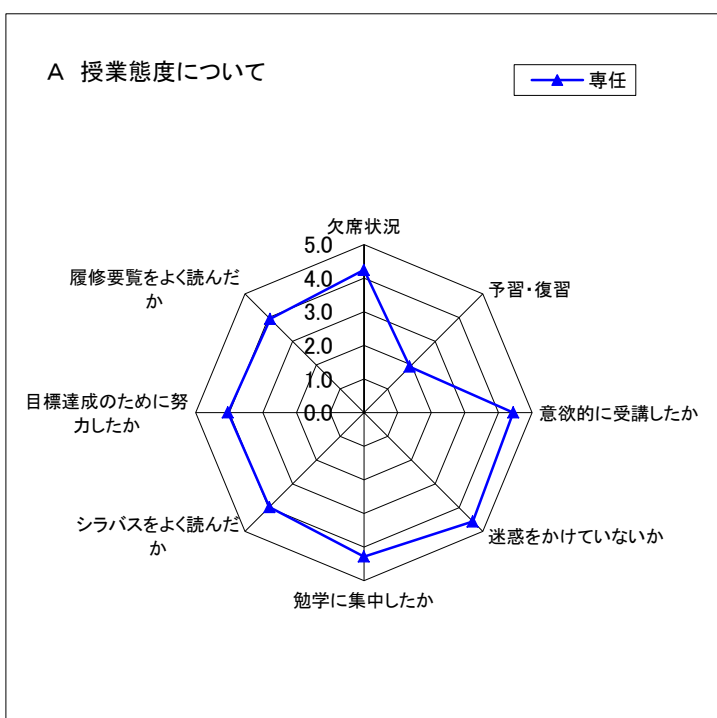 A 授業態度について
専任
欠席状況
5.0
4.0
3.0
2.0
1.0
0.0
予習・復習
意欲的に受講したか
迷惑をかけていないか
勉学に集中したか
シラバスをよく読んだ
か
目標達成のために努
力したか
履修要覧をよく読んだ
か